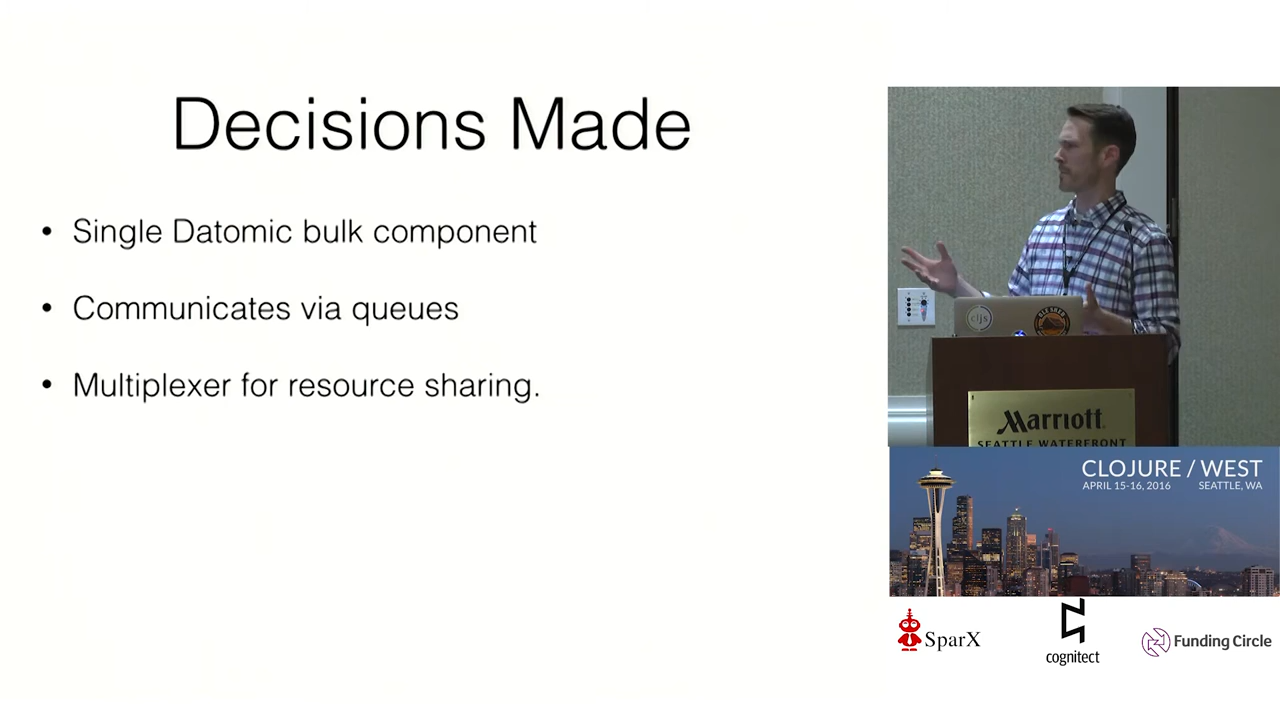 Decisions Made
• Single Datomic bulk component
• Communicates via queues
• Multiplexer for resource sharing.
cljs
Marriott
SEATTLE WATERFRONT
CLOJURE / WEST
APRIL 15-16, 2016 SEATTLE, WA
SparX
cognitect
Funding Circle